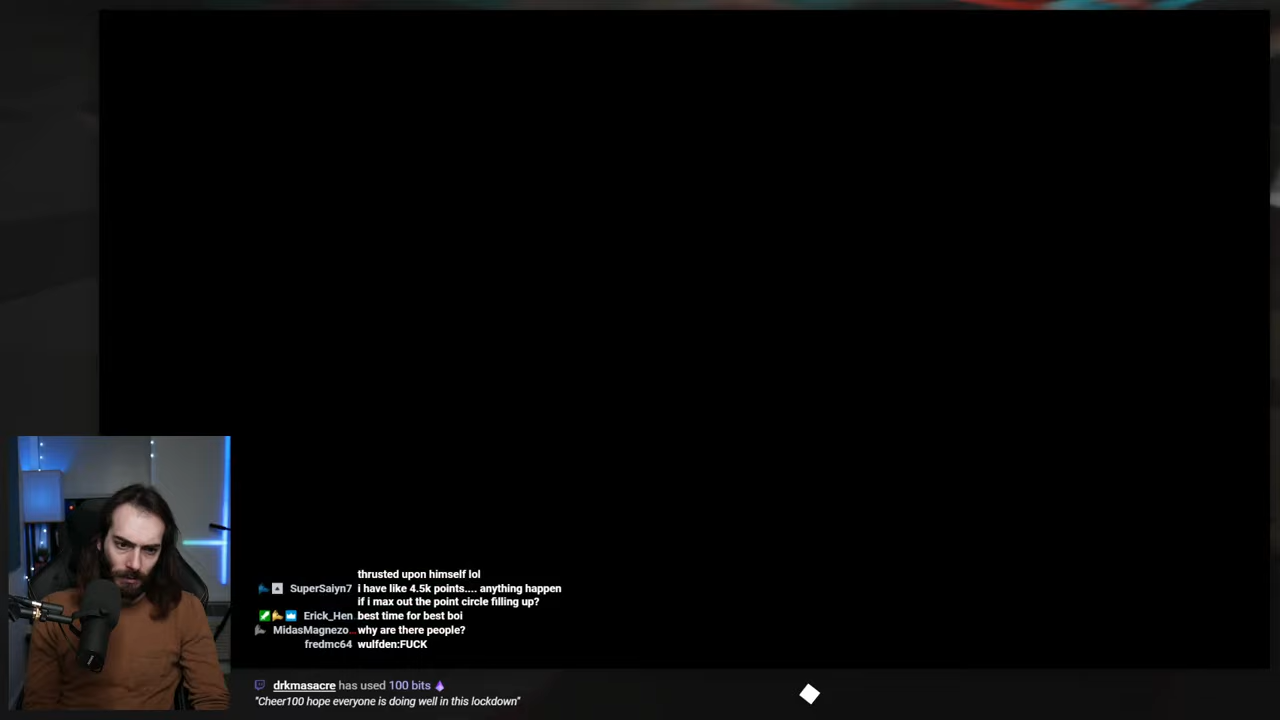 thrusted upon himself lol
SuperSaiyn7 i have like 4.5k points.... anything happen
if i max out the point circle filling up?
Erick_Hen best time for best boi
MidasMagnezo... why are there people?
fredmc64 wulfden:FUCK
drkmasacre has used 100 bits
"Cheer100 hope everyone is doing well in this lockdown"